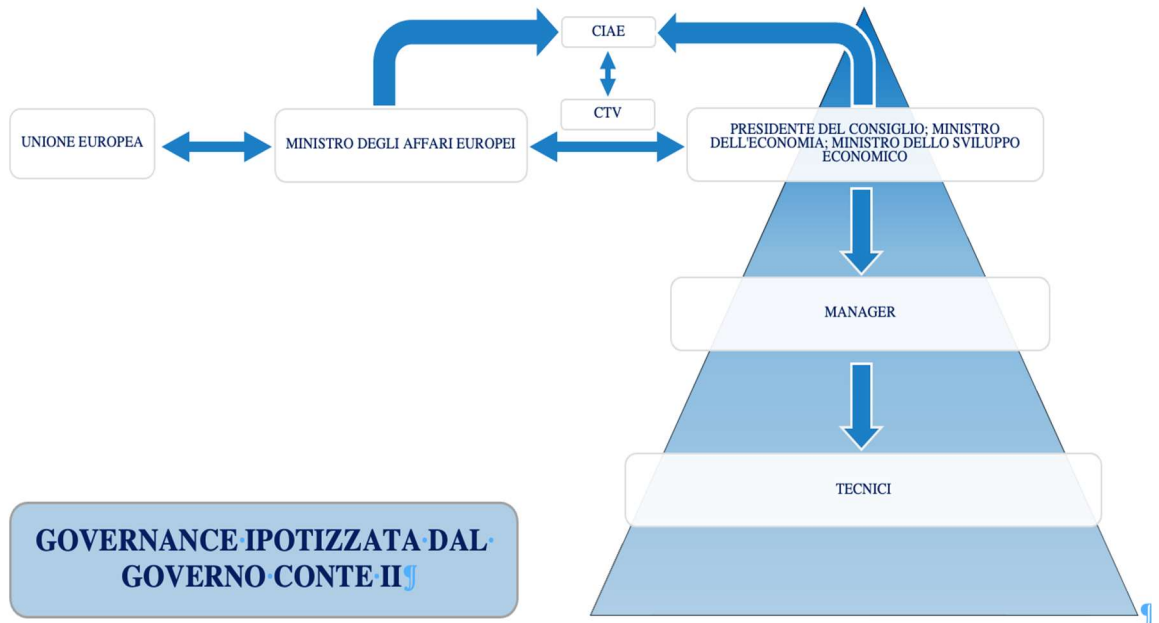 CIAE
CTV
UNIONE EUROPEA
MINISTRO DEGLI AFFARI EUROPEI
PRESIDENTE DEL CONSIGLIO; MINISTRO
DELL'ECONOMIA; MINISTRO DELLO SVILUPPO
ECONOMICO
MANAGER
TECNICI
GOVERNANCE·IPOTIZZATA·DAL·
GOVERNO·CONTE·II¶
¶